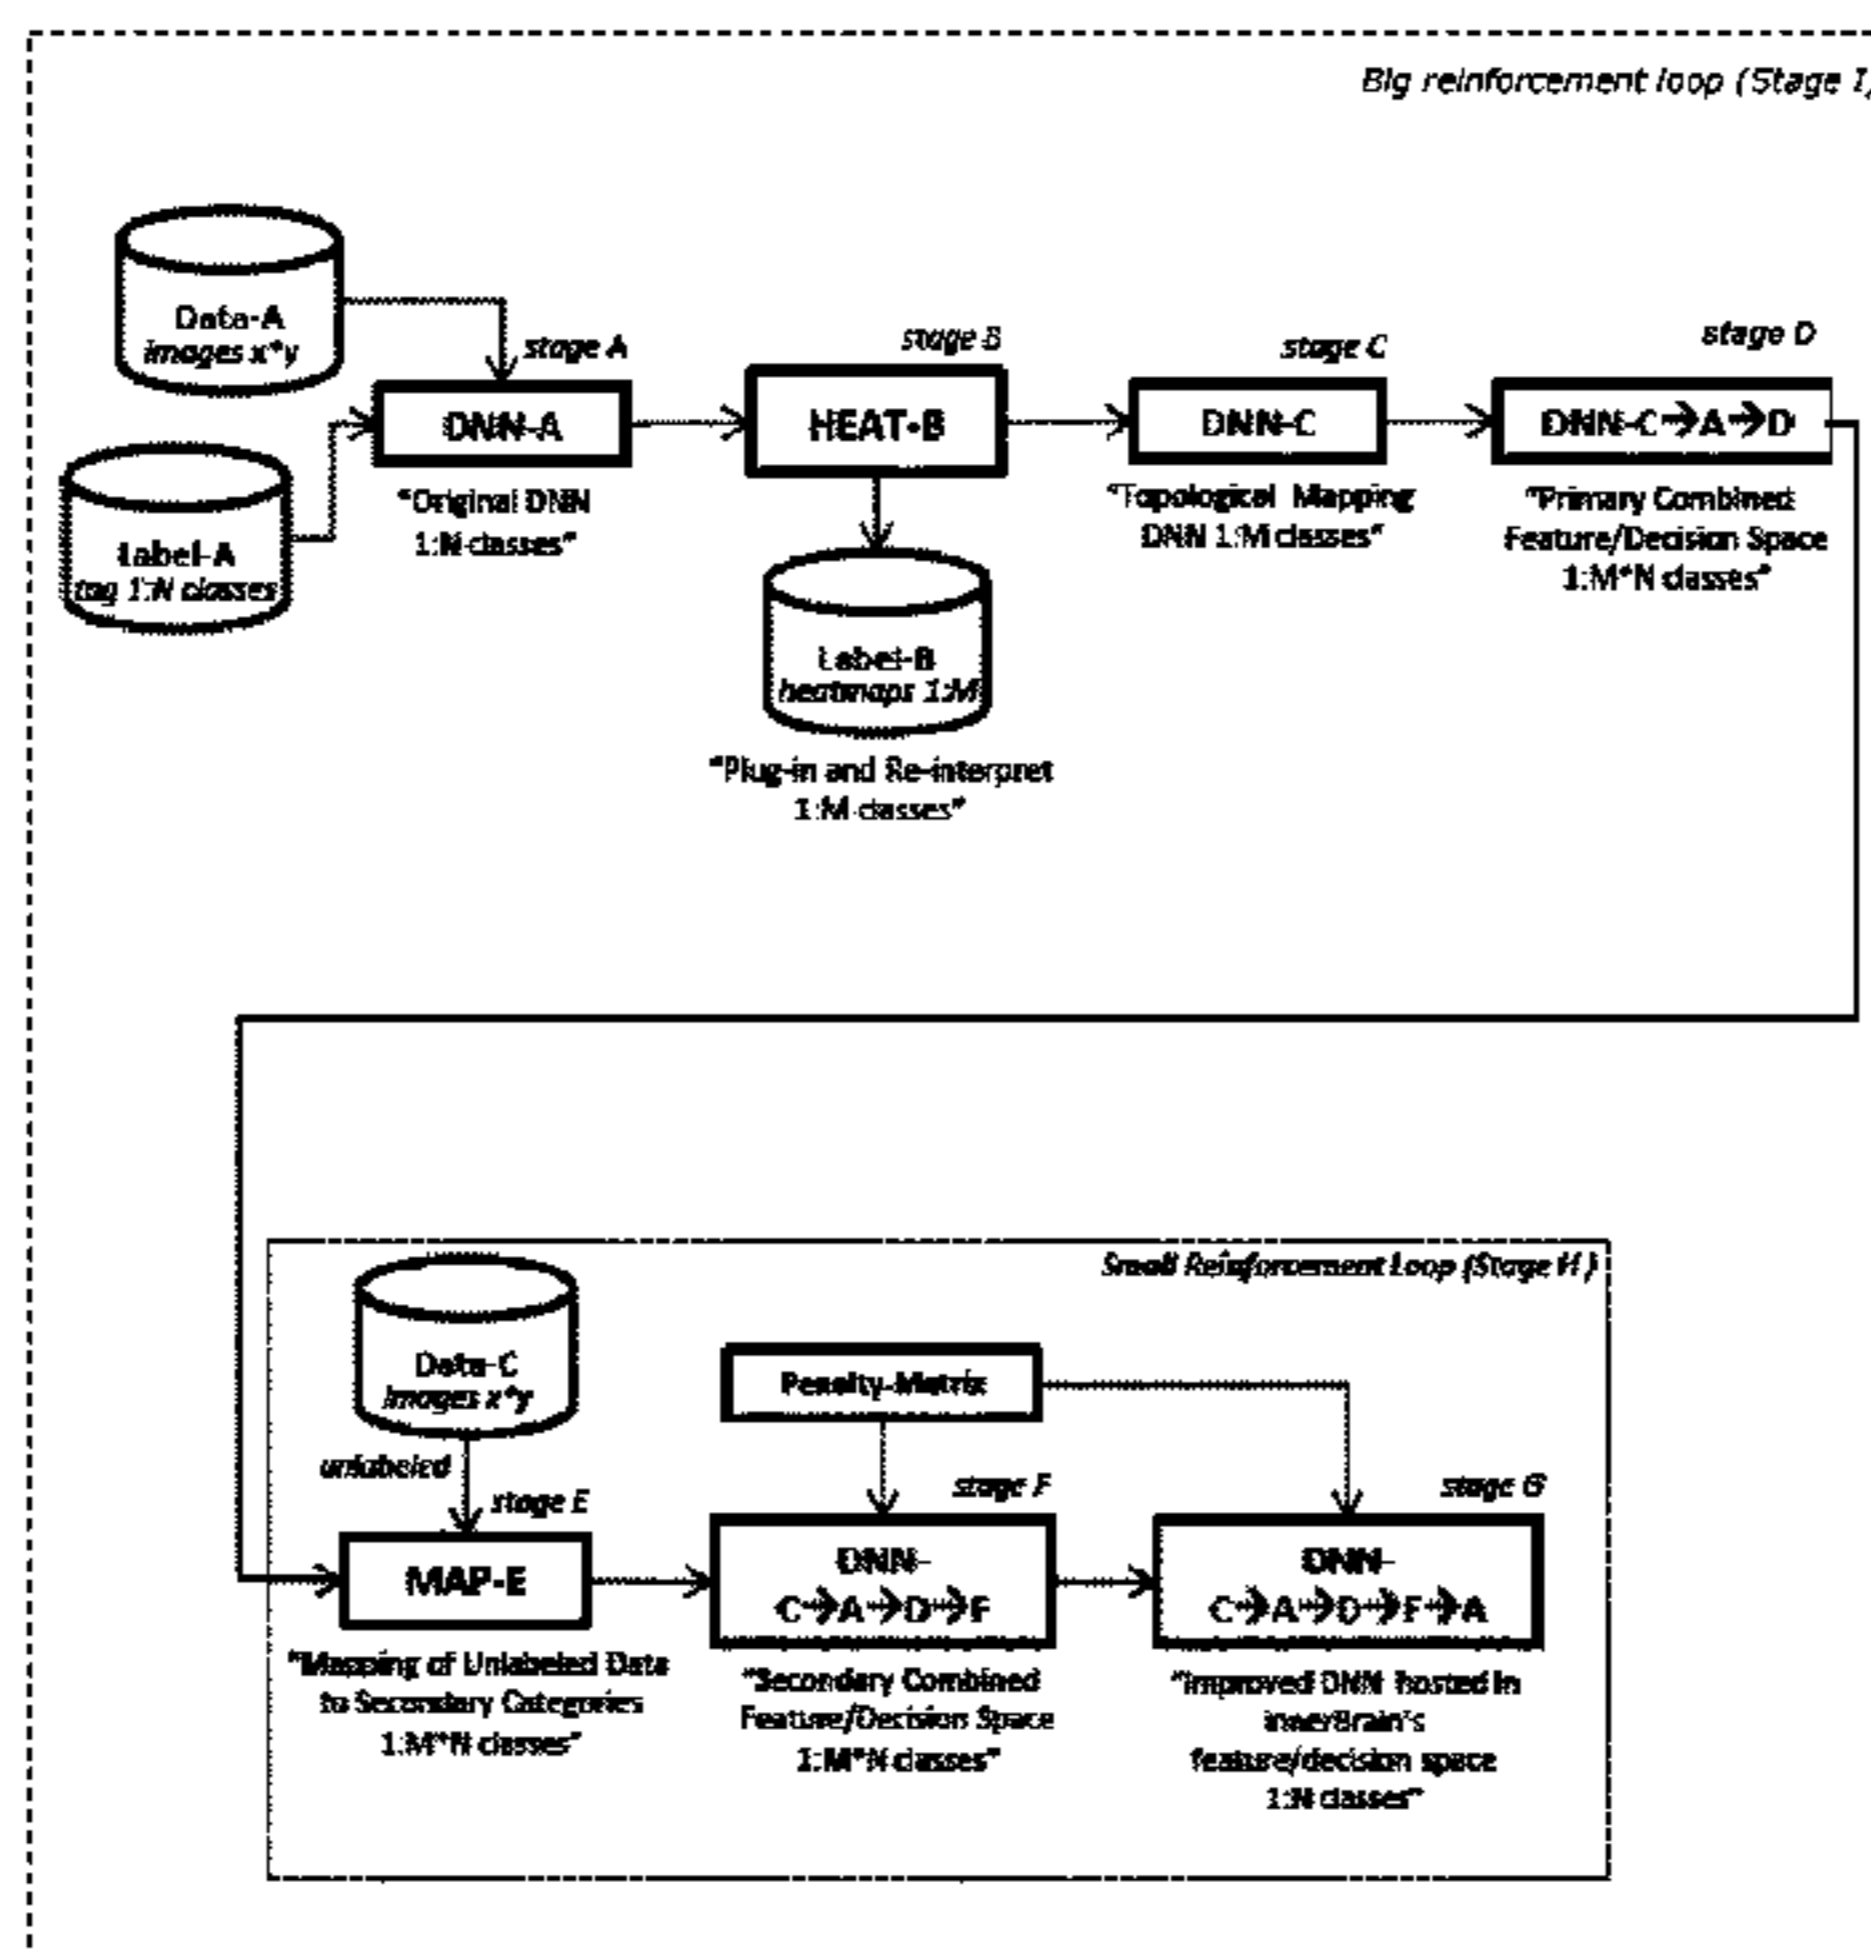 Big reinforcement loop (Stage I)
Data-A
images x*y
stage A
stage B
stage C
stage D
DNN-A
HEAT-B
DNN-C
DNN-C→A→D
"Original DNN
1:N classes"
"Topological Mapping
DNN 1:M classes"
"Primary Combined
Feature/Decision Space
1:M*N classes"
Label-A
tag 1:N classes
Label-B
heatmaps 1:M
"Plug-in and Re-interpret
1:M classes"
Small Reinforcement Loop (Stage H)
Data-C
images x*y
unlabeled
Penalty-Matrix
stage E
stage F
stage G
MAP-E
DNN-
C→A→D→F
DNN-
C→A→D→F→A
"Mapping of Unlabeled Data
to Secondary Categories
1:M*N classes"
"Secondary Combined
Feature/Decision Space
1:M*N classes"
"Improved DNN hosted in
InnerBrain's
feature/decision space
1:N classes"